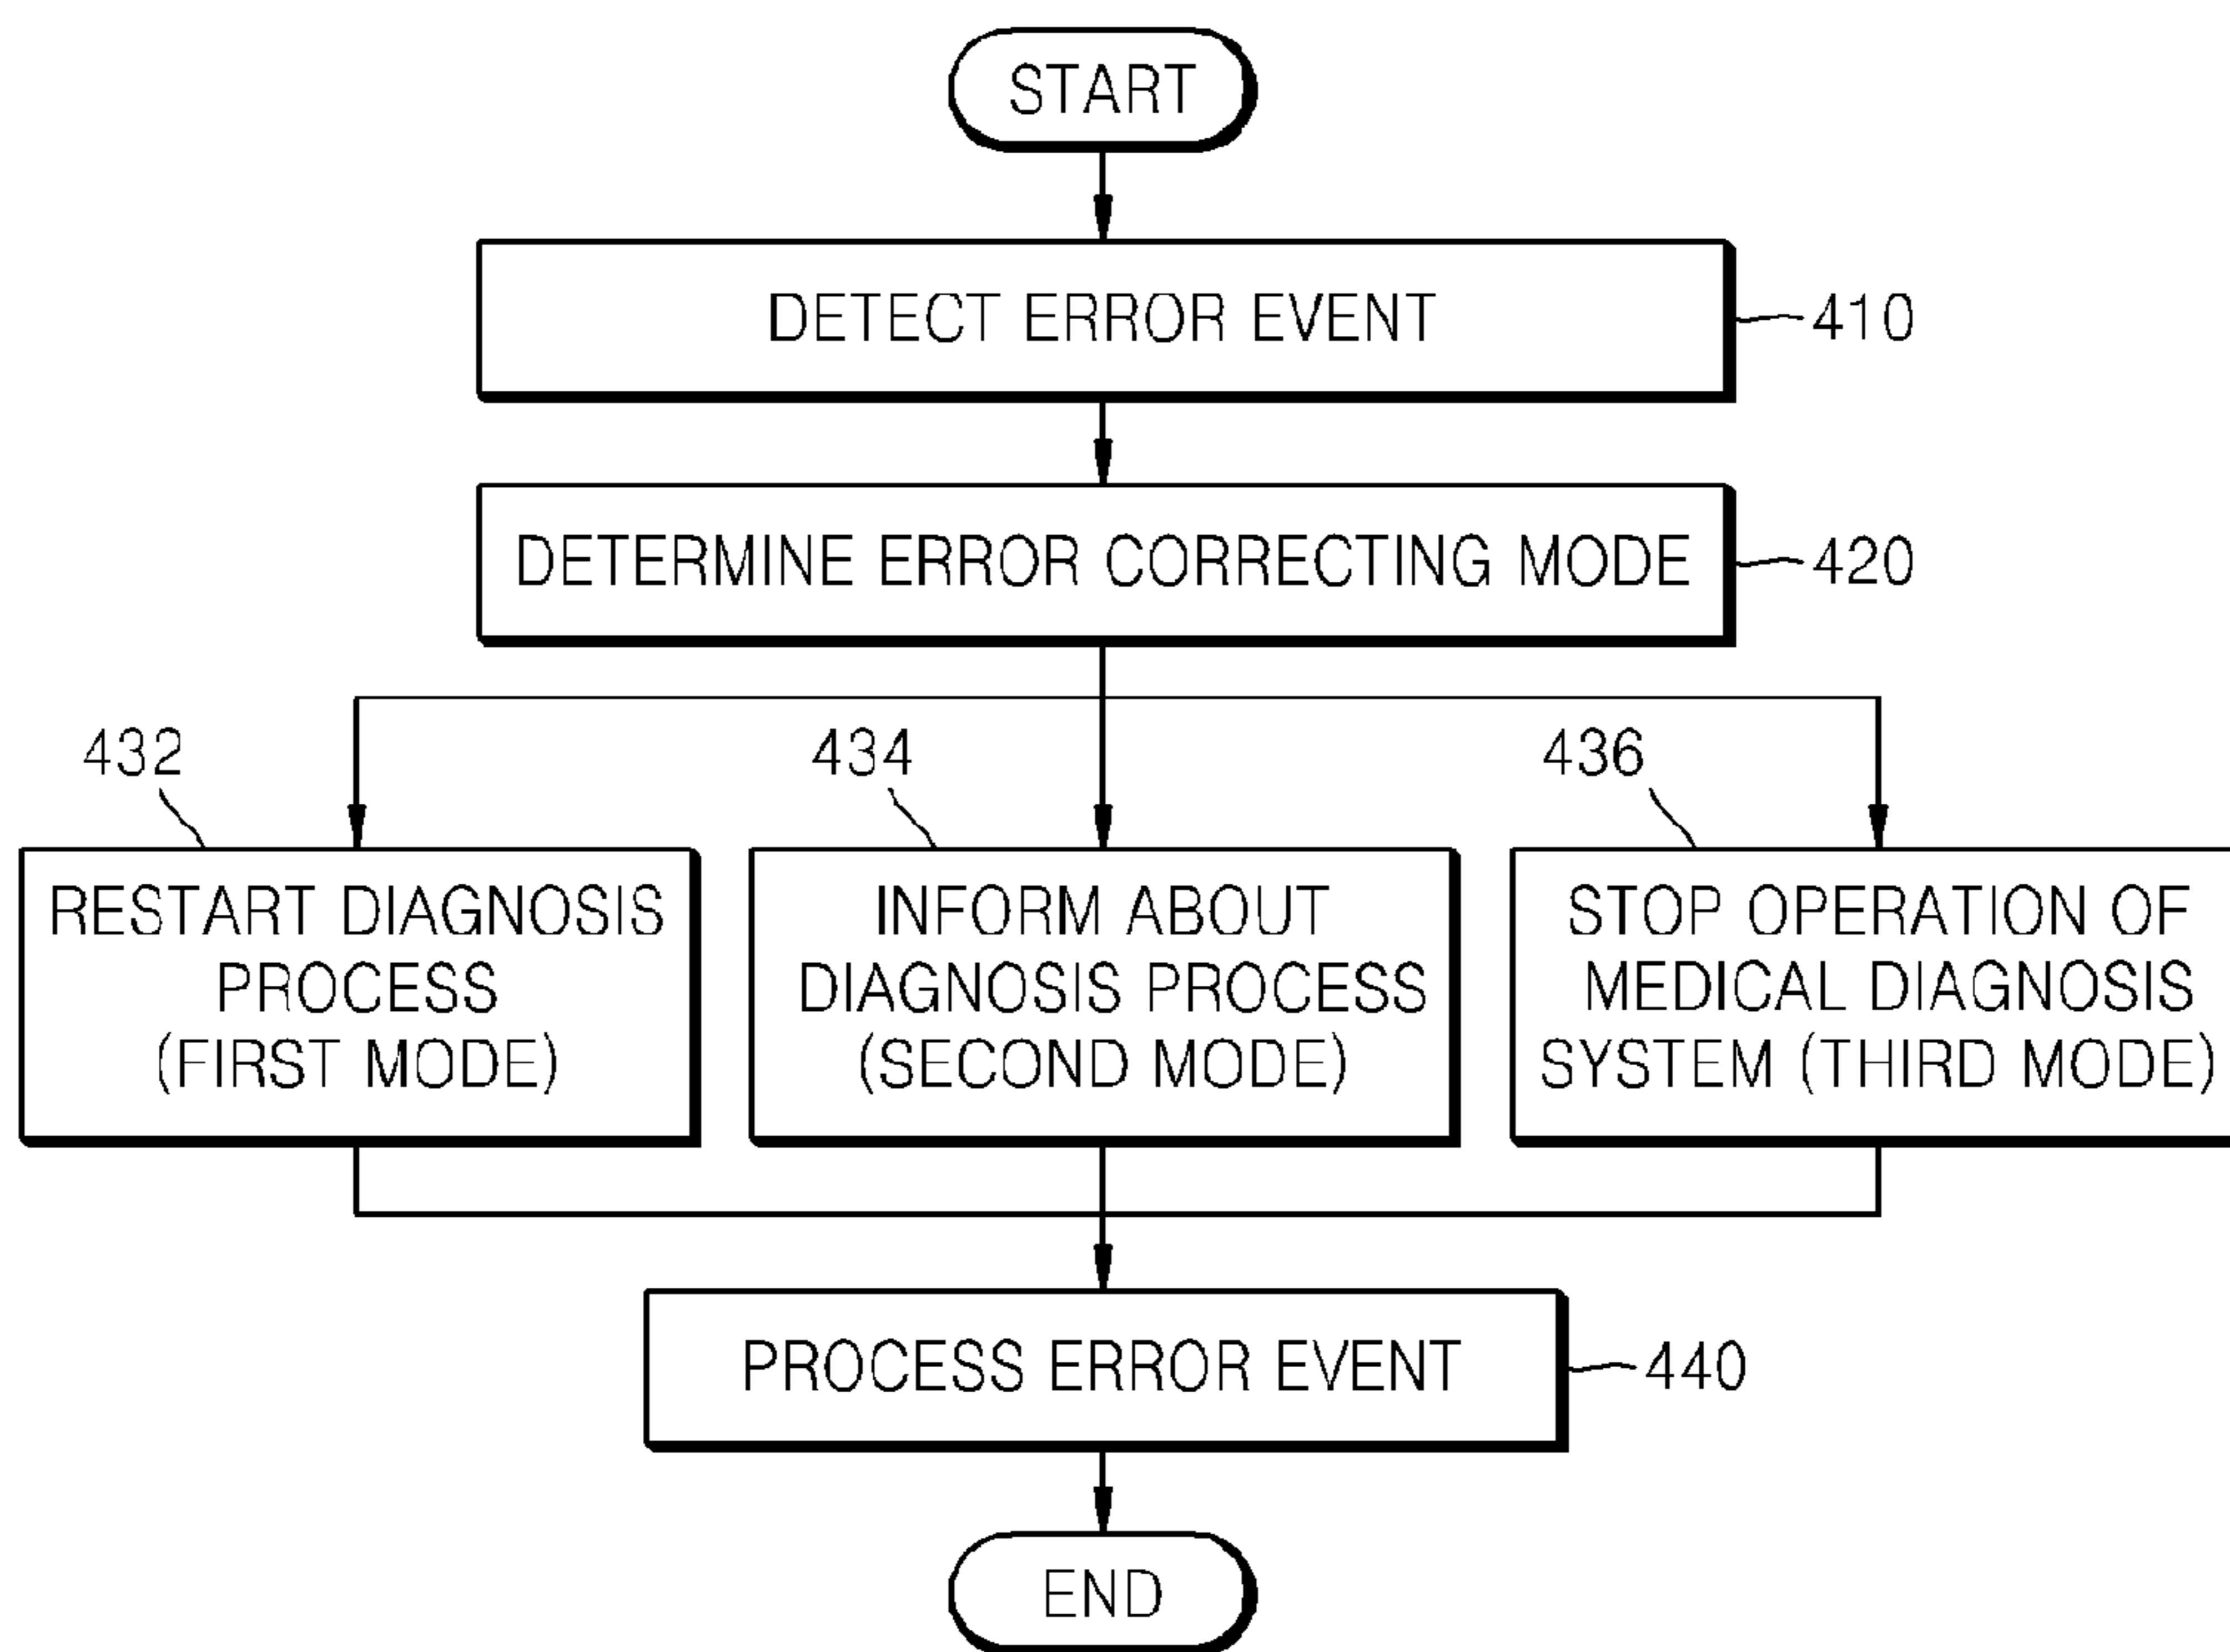 START
DETECT ERROR EVENT
410
DETERMINE ERROR CORRECTING MODE
420
432
RESTART DIAGNOSIS
PROCESS
(FIRST MODE)
434
INFORM ABOUT
DIAGNOSIS PROCESS
(SECOND MODE)
436
STOP OPERATION OF
MEDICAL DIAGNOSIS
SYSTEM (THIRD MODE)
PROCESS ERROR EVENT
440
END